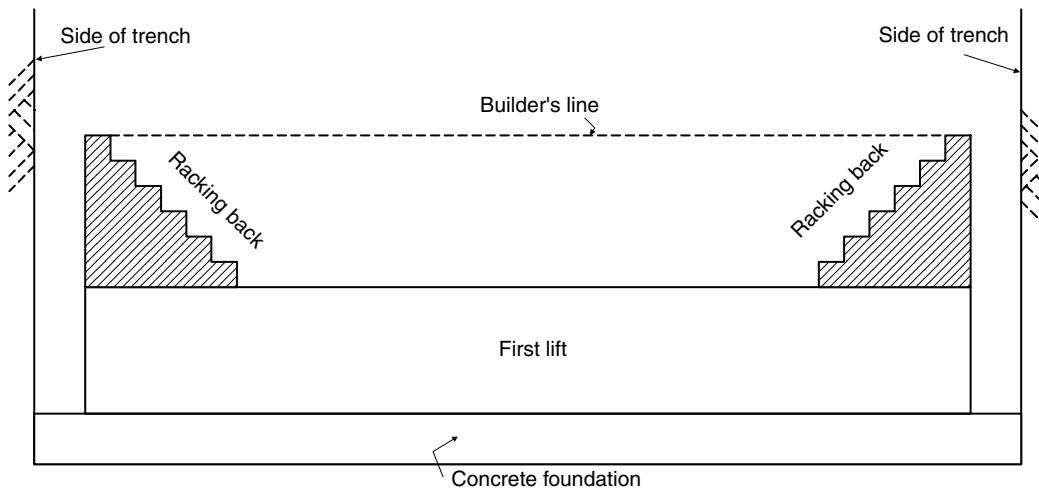 Side of trench
Side of trench
Builder's line
Racking back
Racking back
First lift
Concrete foundation